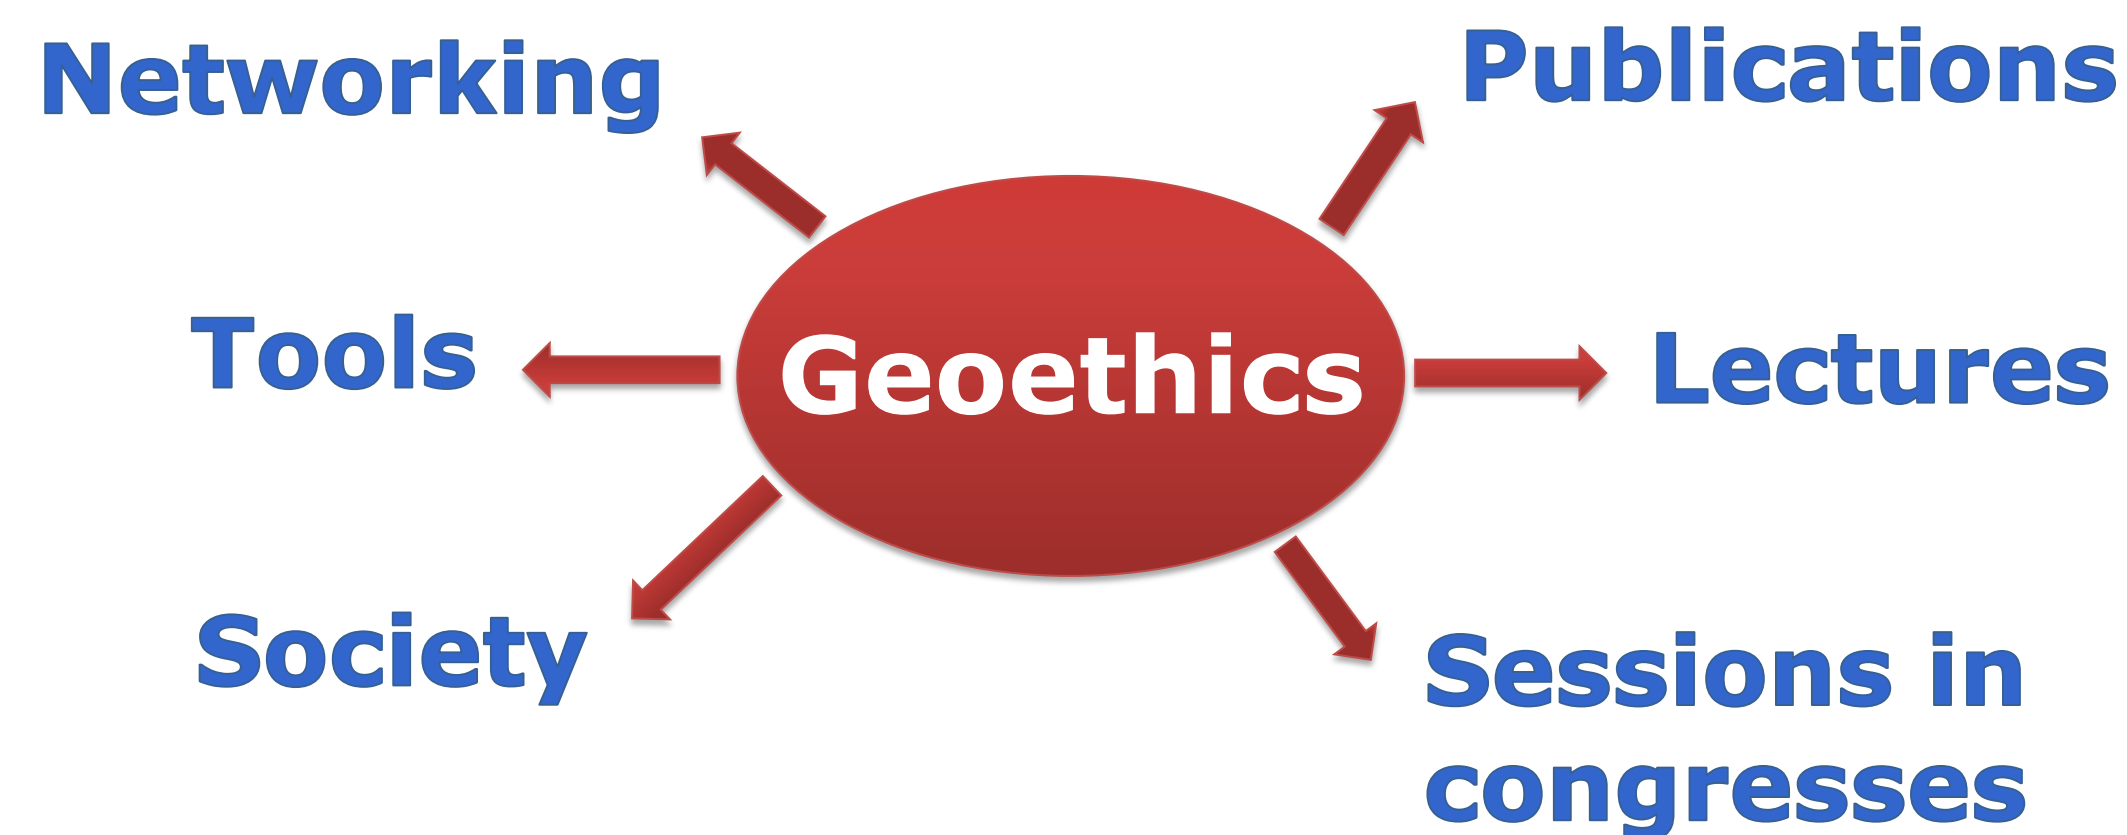 Networking
Publications
Tools
Geoethics
Lectures
Society
Sessions in
congresses